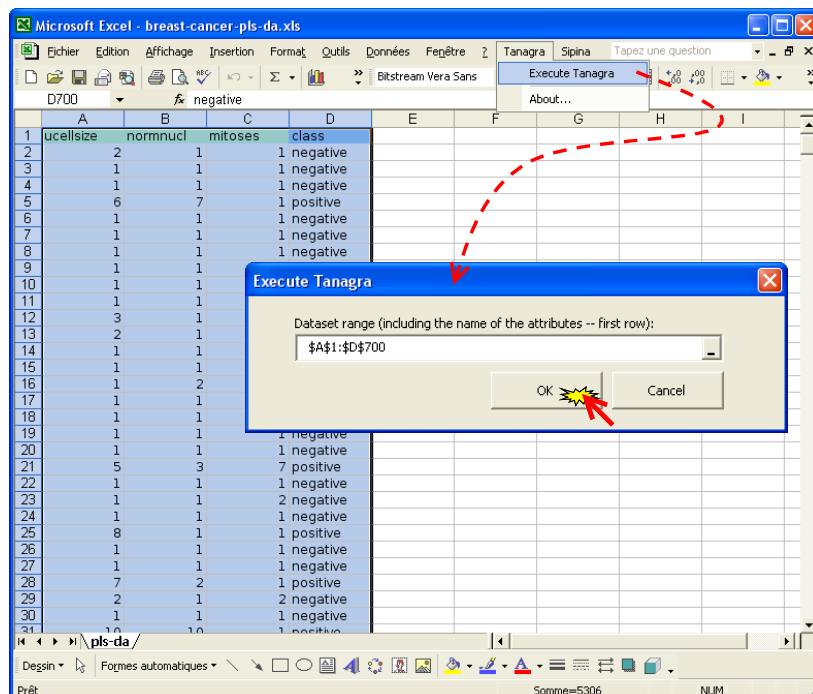 Microsoft Excel - breast-cancer-pls-da.xls
Fichier Edition Affichage Insertion Format Outils Données Fenêtre ? Tanagra Sipina Tapez une question
Bitstream Vera Sans
Execute Tanagra
D700 fx negative
About...
A B C D E F G H I
1 ucellsize normnucl mitoses class
2 2 1 1 negative
3 1 1 1 negative
4 1 1 1 negative
5 6 7 1 positive
6 1 1 1 negative
7 1 1 1 negative
8 1 1 1 negative
9 1 1
10 1 1
11 1 1
12 3 1
13 2 1
14 1 1
15 1 1
16 1 2
17 1 1
18 1 1
19 1 1 1 negative
20 1 1 1 negative
21 5 3 7 positive
22 1 1 1 negative
23 1 1 2 negative
24 1 1 1 negative
25 8 1 1 positive
26 1 1 1 negative
27 1 1 1 negative
28 7 2 1 positive
29 2 1 2 negative
30 1 1 1 negative
31 10 10 1 positive
Execute Tanagra
Dataset range (including the name of the attributes -- first row):
$A$1:$D$700
OK Cancel
pls-da
Dessin Formes automatiques
Prêt Somme=5306 NUM